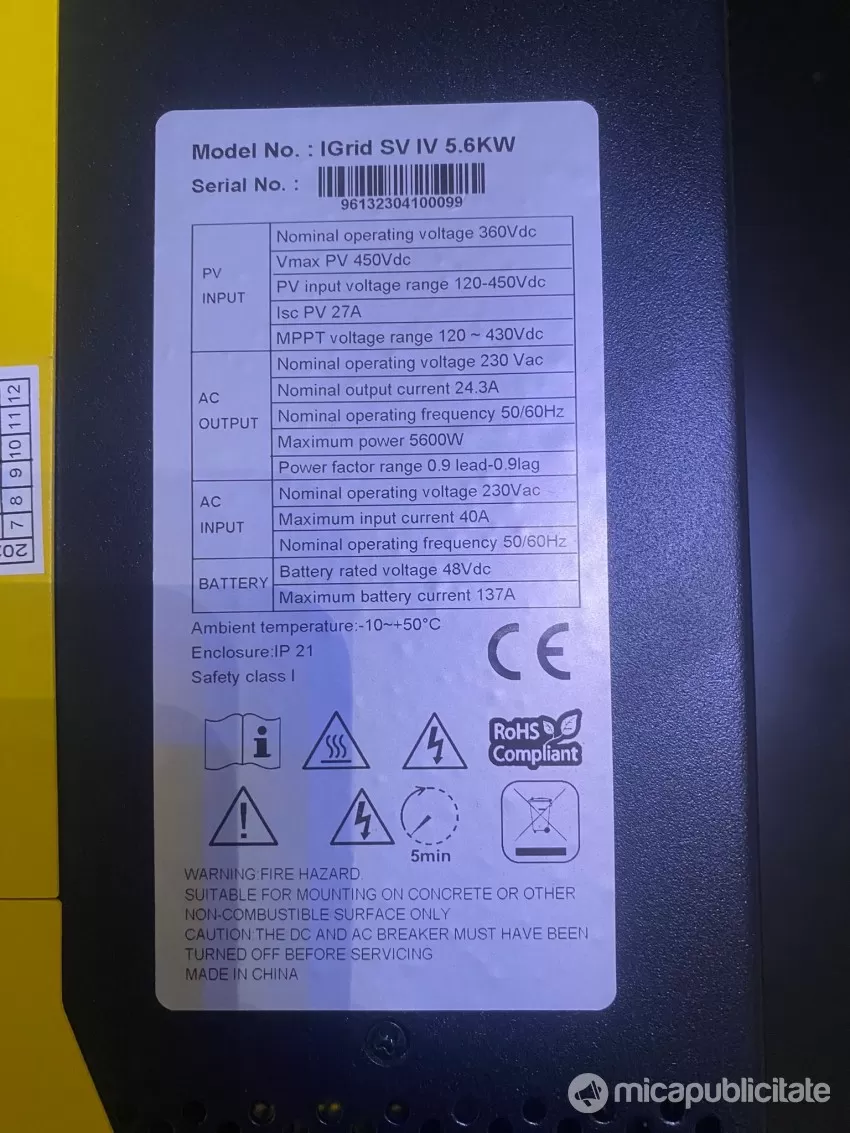 Model No. : IGrid SV IV 5.6KW
Serial No. :
96132304100099
PV INPUT
Nominal operating voltage 360Vdc
Vmax PV 450Vdc
PV input voltage range 120-450Vdc
Isc PV 27A
MPPT voltage range 120 ~ 430Vdc
AC OUTPUT
Nominal operating voltage 230 Vac
Nominal output current 24.3A
Nominal operating frequency 50/60Hz
Maximum power 5600W
Power factor range 0.9 lead-0.9lag
AC INPUT
Nominal operating voltage 230Vac
Maximum input current 40A
Nominal operating frequency 50/60Hz
BATTERY
Battery rated voltage 48Vdc
Maximum battery current 137A
Ambient temperature:-10~+50°C
Enclosure:IP 21
Safety class I
CE
i
RoHS
Compliant
5min
WARNING:FIRE HAZARD.
SUITABLE FOR MOUNTING ON CONCRETE OR OTHER
NON-COMBUSTIBLE SURFACE ONLY
CAUTION:THE DC AND AC BREAKER MUST HAVE BEEN
TURNED OFF BEFORE SERVICING
MADE IN CHINA
7 8 9 10 11 12
micapublicitate